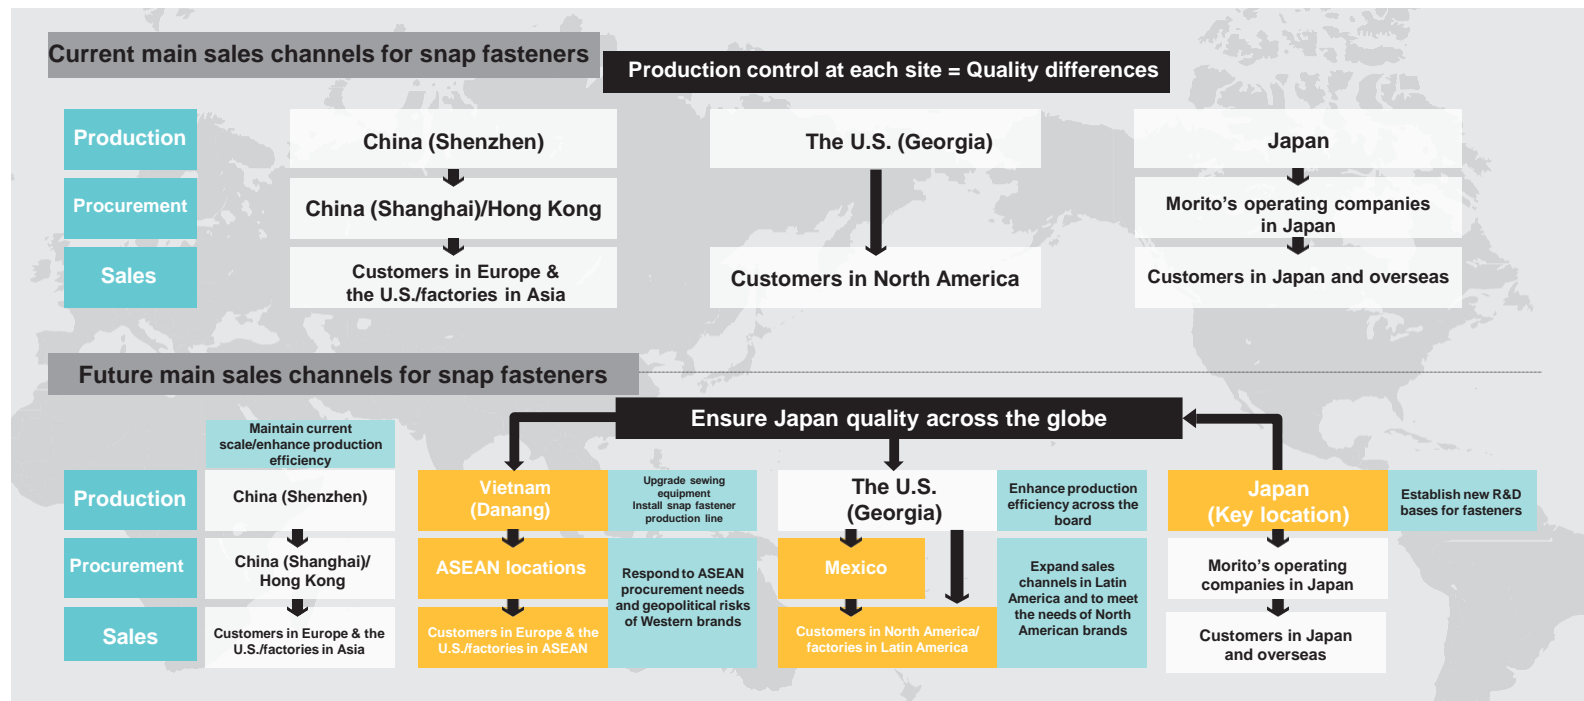 Current main sales channels for snap fasteners
Production control at each site = Quality differences
Production
China (Shenzhen)
The U.S. (Georgia)
Japan
Procurement
China (Shanghai)/Hong Kong
Morito's operating companies
in Japan
Sales
Customers in Europe &
the U.S./factories in Asia
Customers in North America
Customers in Japan and overseas
Future main sales channels for snap fasteners
Ensure Japan quality across the globe
Maintain current
scale/enhance production
efficiency
Production
China (Shenzhen)
Vietnam
(Danang)
Upgrade sewing
equipment
Install snap fastener
production line
The U.S.
(Georgia)
Enhance production
efficiency across the
board
Japan
(Key location)
Establish new R&D
bases for fasteners
Procurement
China (Shanghai)/
Hong Kong
ASEAN locations
Respond to ASEAN
procurement needs
and geopolitical risks
of Western brands
Mexico
Expand sales
channels in Latin
America and to meet
the needs of North
American brands
Morito's operating
companies in Japan
Sales
Customers in Europe & the
U.S./factories in Asia
Customers in Europe & the
U.S./factories in ASEAN
Customers in North America/
factories in Latin America
Customers in Japan
and overseas